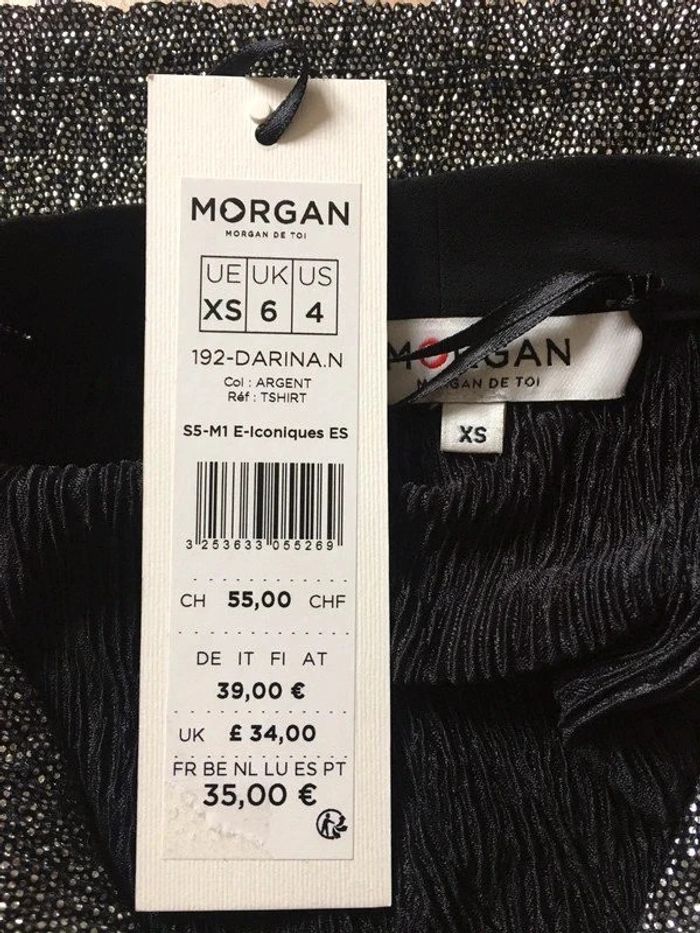 MORGAN
MORGAN DE TOI
UE UK US
XS 6 4
192-DARINA.N
Col : ARGENT
Réf : TSHIRT
S5-M1 E-Iconiques ES
3 253633 055269
CH 55,00 CHF
DE IT FI AT
39,00 €
UK £ 34,00
FR BE NL LU ES PT
35,00 €
MORGAN
MORGAN DE TOI
XS